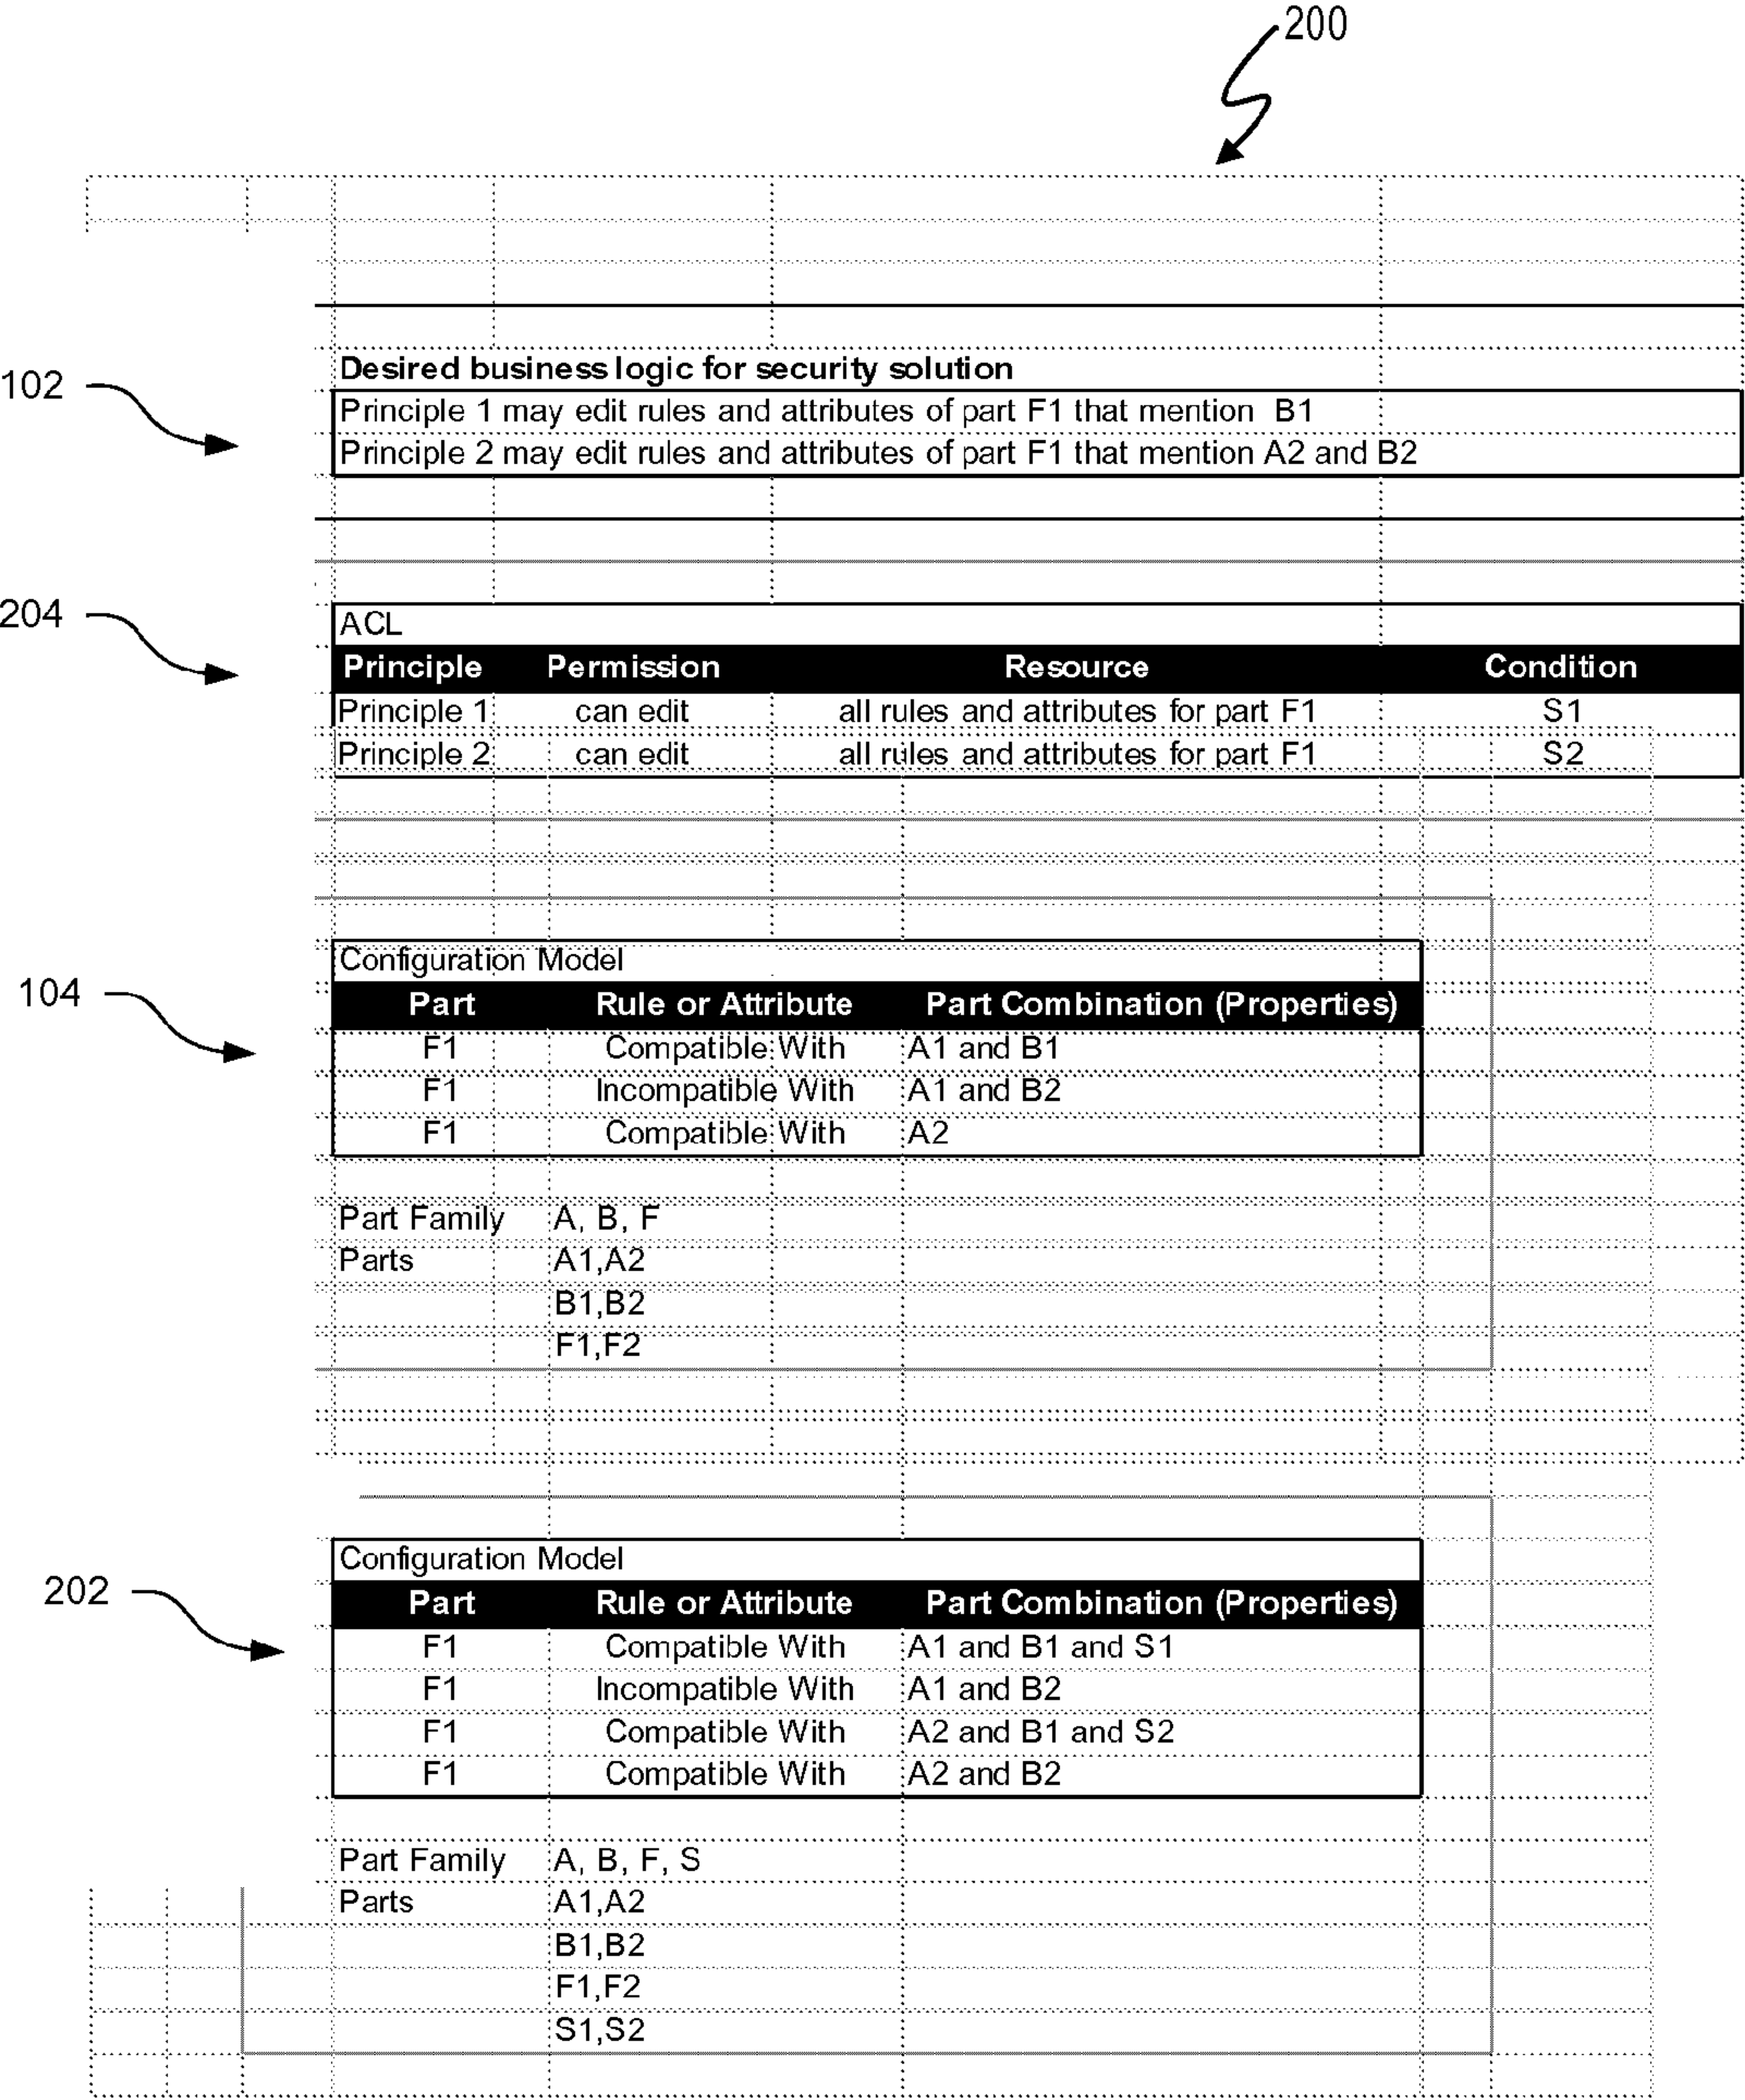 200
Desired business logic for security solution
102
Principle 1 may edit rules and attributes of part F1 that mention B1
Principle 2 may edit rules and attributes of part F1 that mention A2 and B2
204
ACL
Principle Permission Resource Condition
Principle 1 can edit all rules and attributes for part F1 S1
Principle 2 can edit all rules and attributes for part F1 S2
Configuration Model
104
Part Rule or Attribute Part Combination (Properties)
F1 Compatible With A1 and B1
F1 Incompatible With A1 and B2
F1 Compatible With A2
Part Family A, B, F
Parts A1,A2
B1,B2
F1,F2
Configuration Model
202
Part Rule or Attribute Part Combination (Properties)
F1 Compatible With A1 and B1 and S1
F1 Incompatible With A1 and B2
F1 Compatible With A2 and B1 and S2
F1 Compatible With A2 and B2
Part Family A, B, F, S
Parts A1,A2
B1,B2
F1,F2
S1,S2